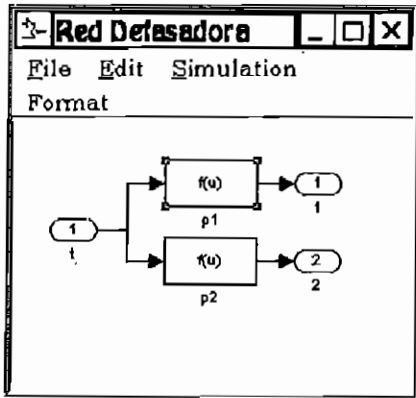 Red Defasadora
File Edit Simulation
Format
f(u)
1
p1
1
1
t
f(u)
2
p2
2